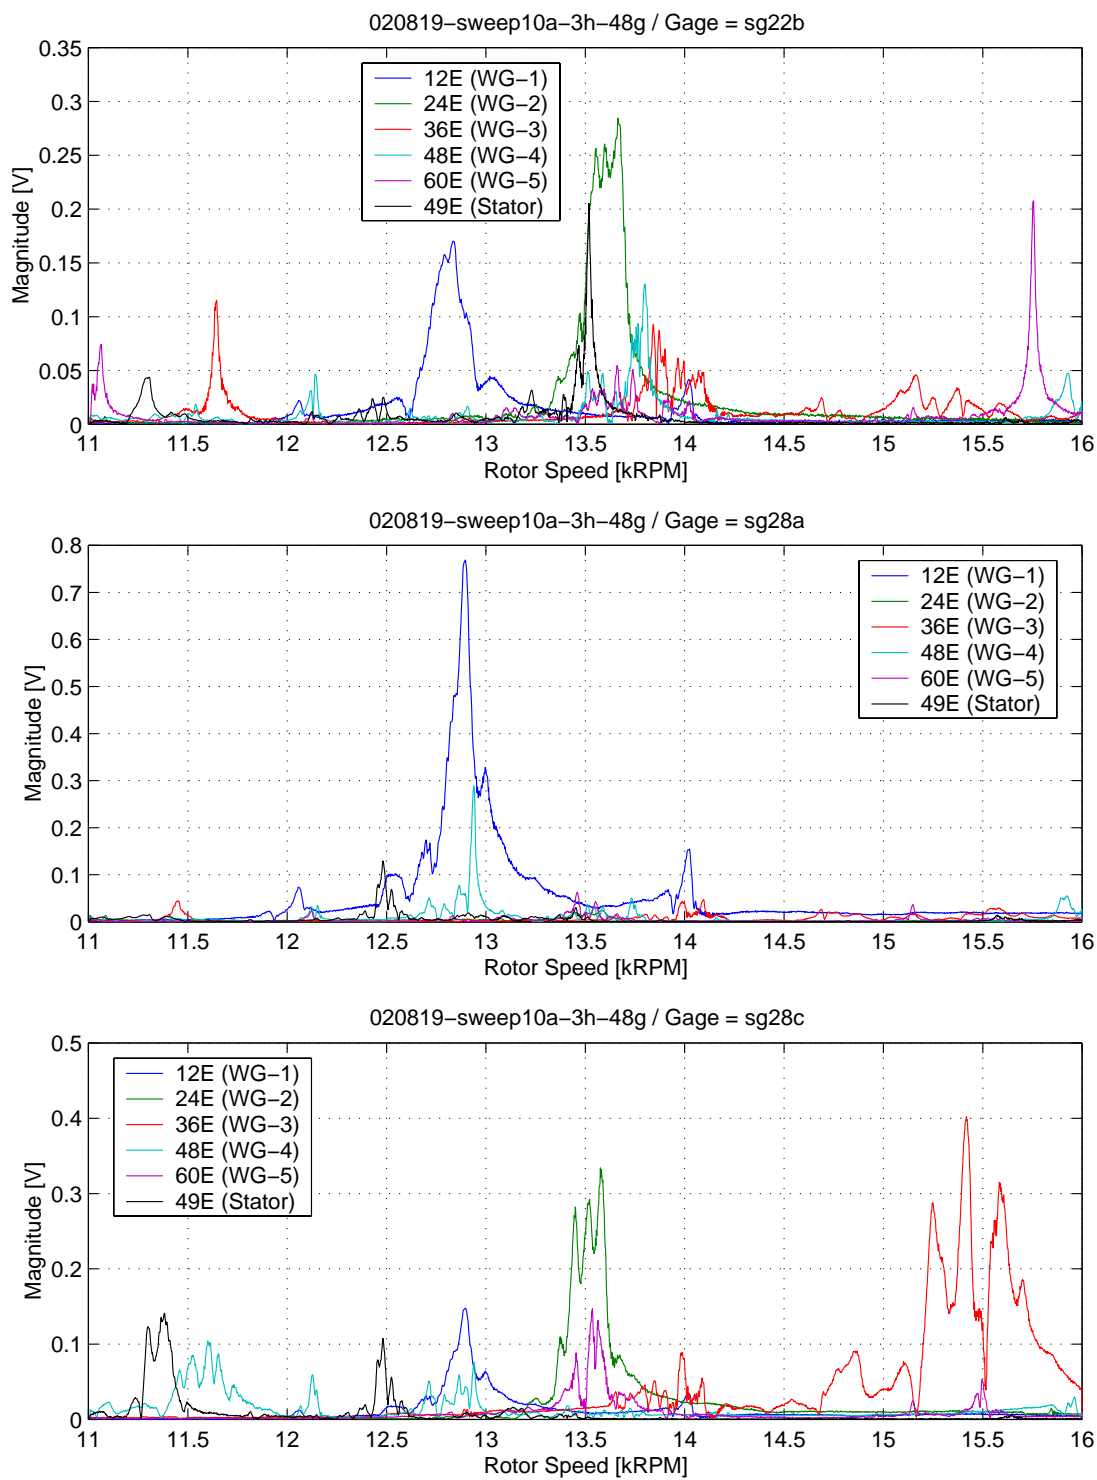 020819−sweep10a−3h−48g / Gage = sg22b
0.35
0.3
0.25
0.2
0.15
0.1
0.05
0
Magnitude [V]
12E (WG−1)
24E (WG−2)
36E (WG−3)
48E (WG−4)
60E (WG−5)
49E (Stator)
11 11.5 12 12.5 13 13.5 14 14.5 15 15.5 16
Rotor Speed [kRPM]
020819−sweep10a−3h−48g / Gage = sg28a
0.8
0.7
0.6
0.5
0.4
0.3
0.2
0.1
0
Magnitude [V]
12E (WG−1)
24E (WG−2)
36E (WG−3)
48E (WG−4)
60E (WG−5)
49E (Stator)
11 11.5 12 12.5 13 13.5 14 14.5 15 15.5 16
Rotor Speed [kRPM]
020819−sweep10a−3h−48g / Gage = sg28c
0.5
0.4
0.3
0.2
0.1
0
Magnitude [V]
12E (WG−1)
24E (WG−2)
36E (WG−3)
48E (WG−4)
60E (WG−5)
49E (Stator)
11 11.5 12 12.5 13 13.5 14 14.5 15 15.5 16
Rotor Speed [kRPM]